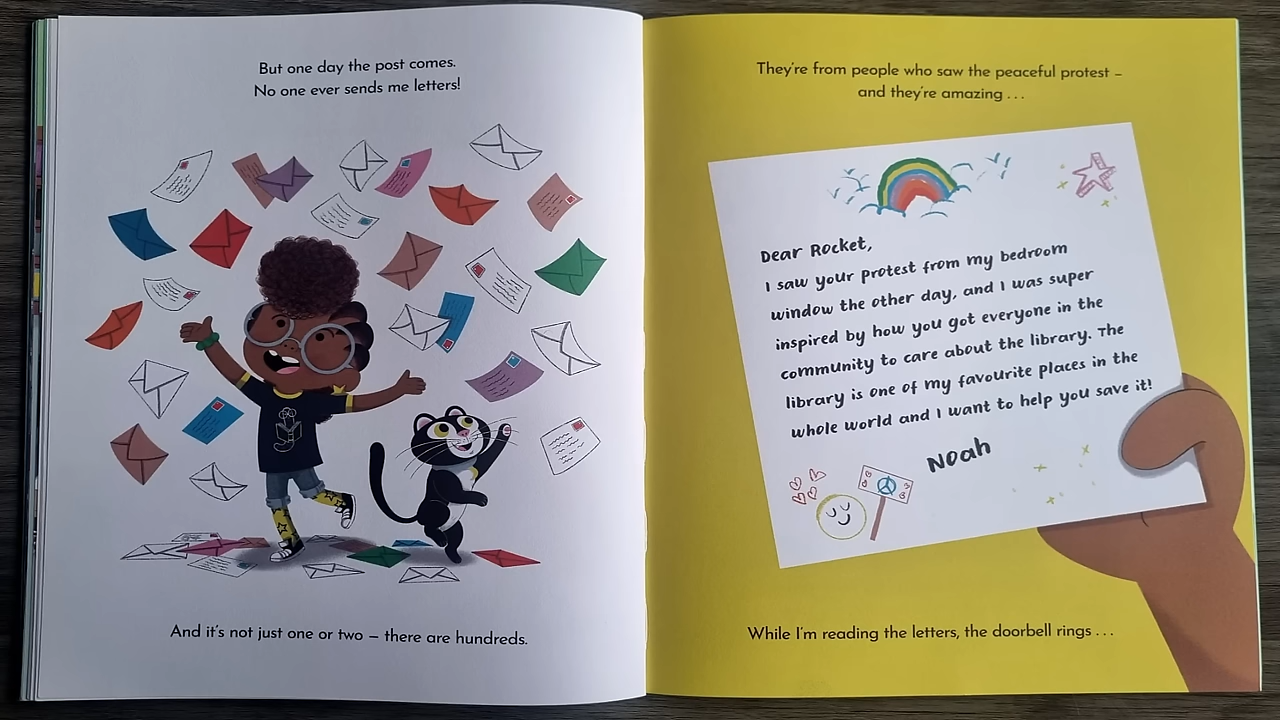 But one day the post comes.
No one ever sends me letters!
And it's not just one or two – there are hundreds.
They're from people who saw the peaceful protest –
and they're amazing . . .
Dear Rocket,
I saw your protest from my bedroom
window the other day, and I was super
inspired by how you got everyone in the
community to care about the library. The
library is one of my favourite places in the
whole world and I want to help you save it!
Noah
While I'm reading the letters, the doorbell rings . . .